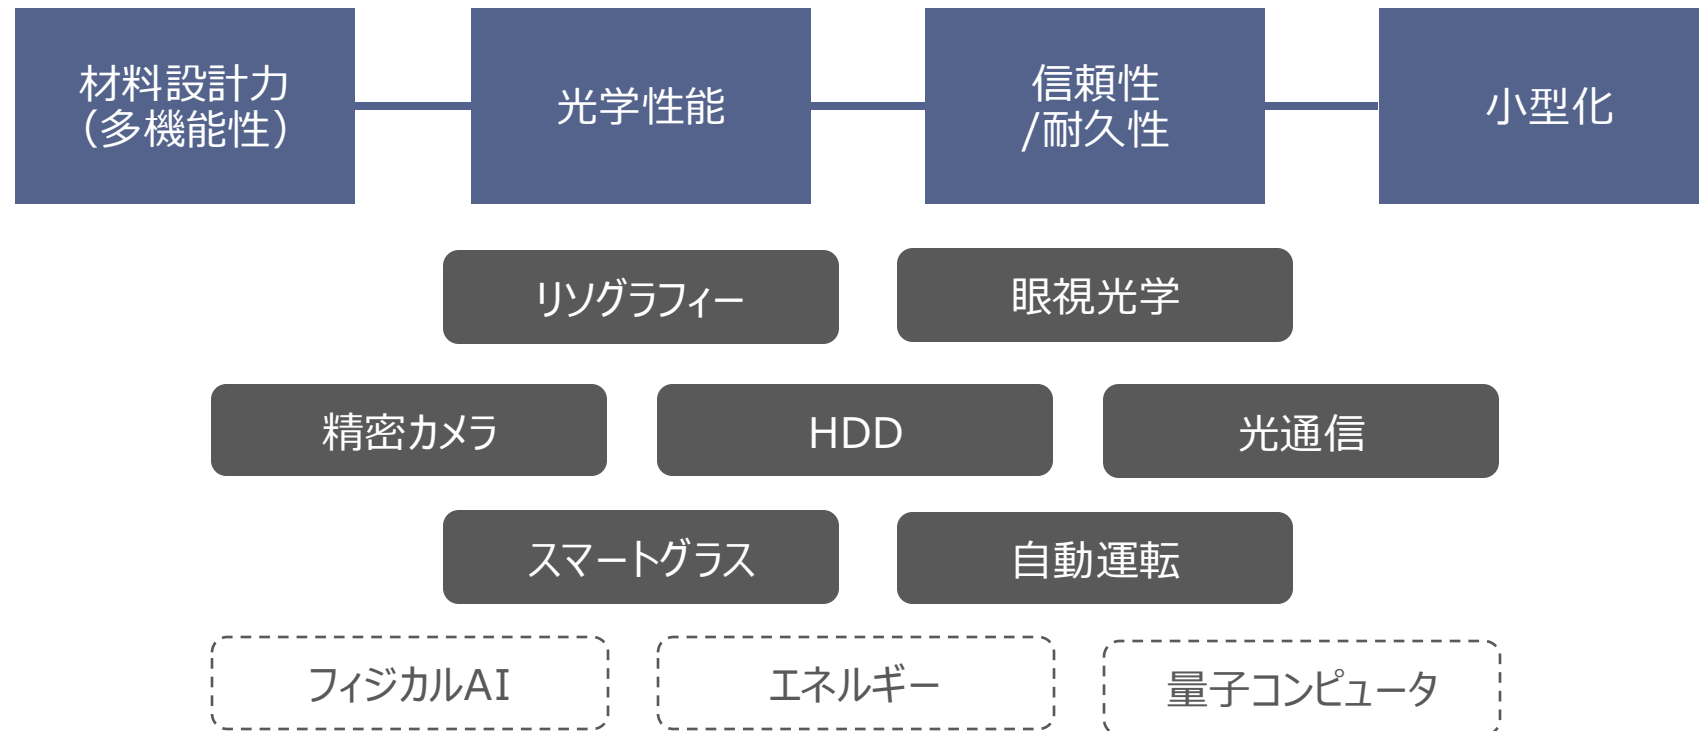 材料設計力
（多機能性）
光学性能
信頼性
/耐久性
小型化
リソグラフィー
眼視光学
精密カメラ
HDD
光通信
スマートグラス
自動運転
フィジカルAI
エネルギー
量子コンピュータ